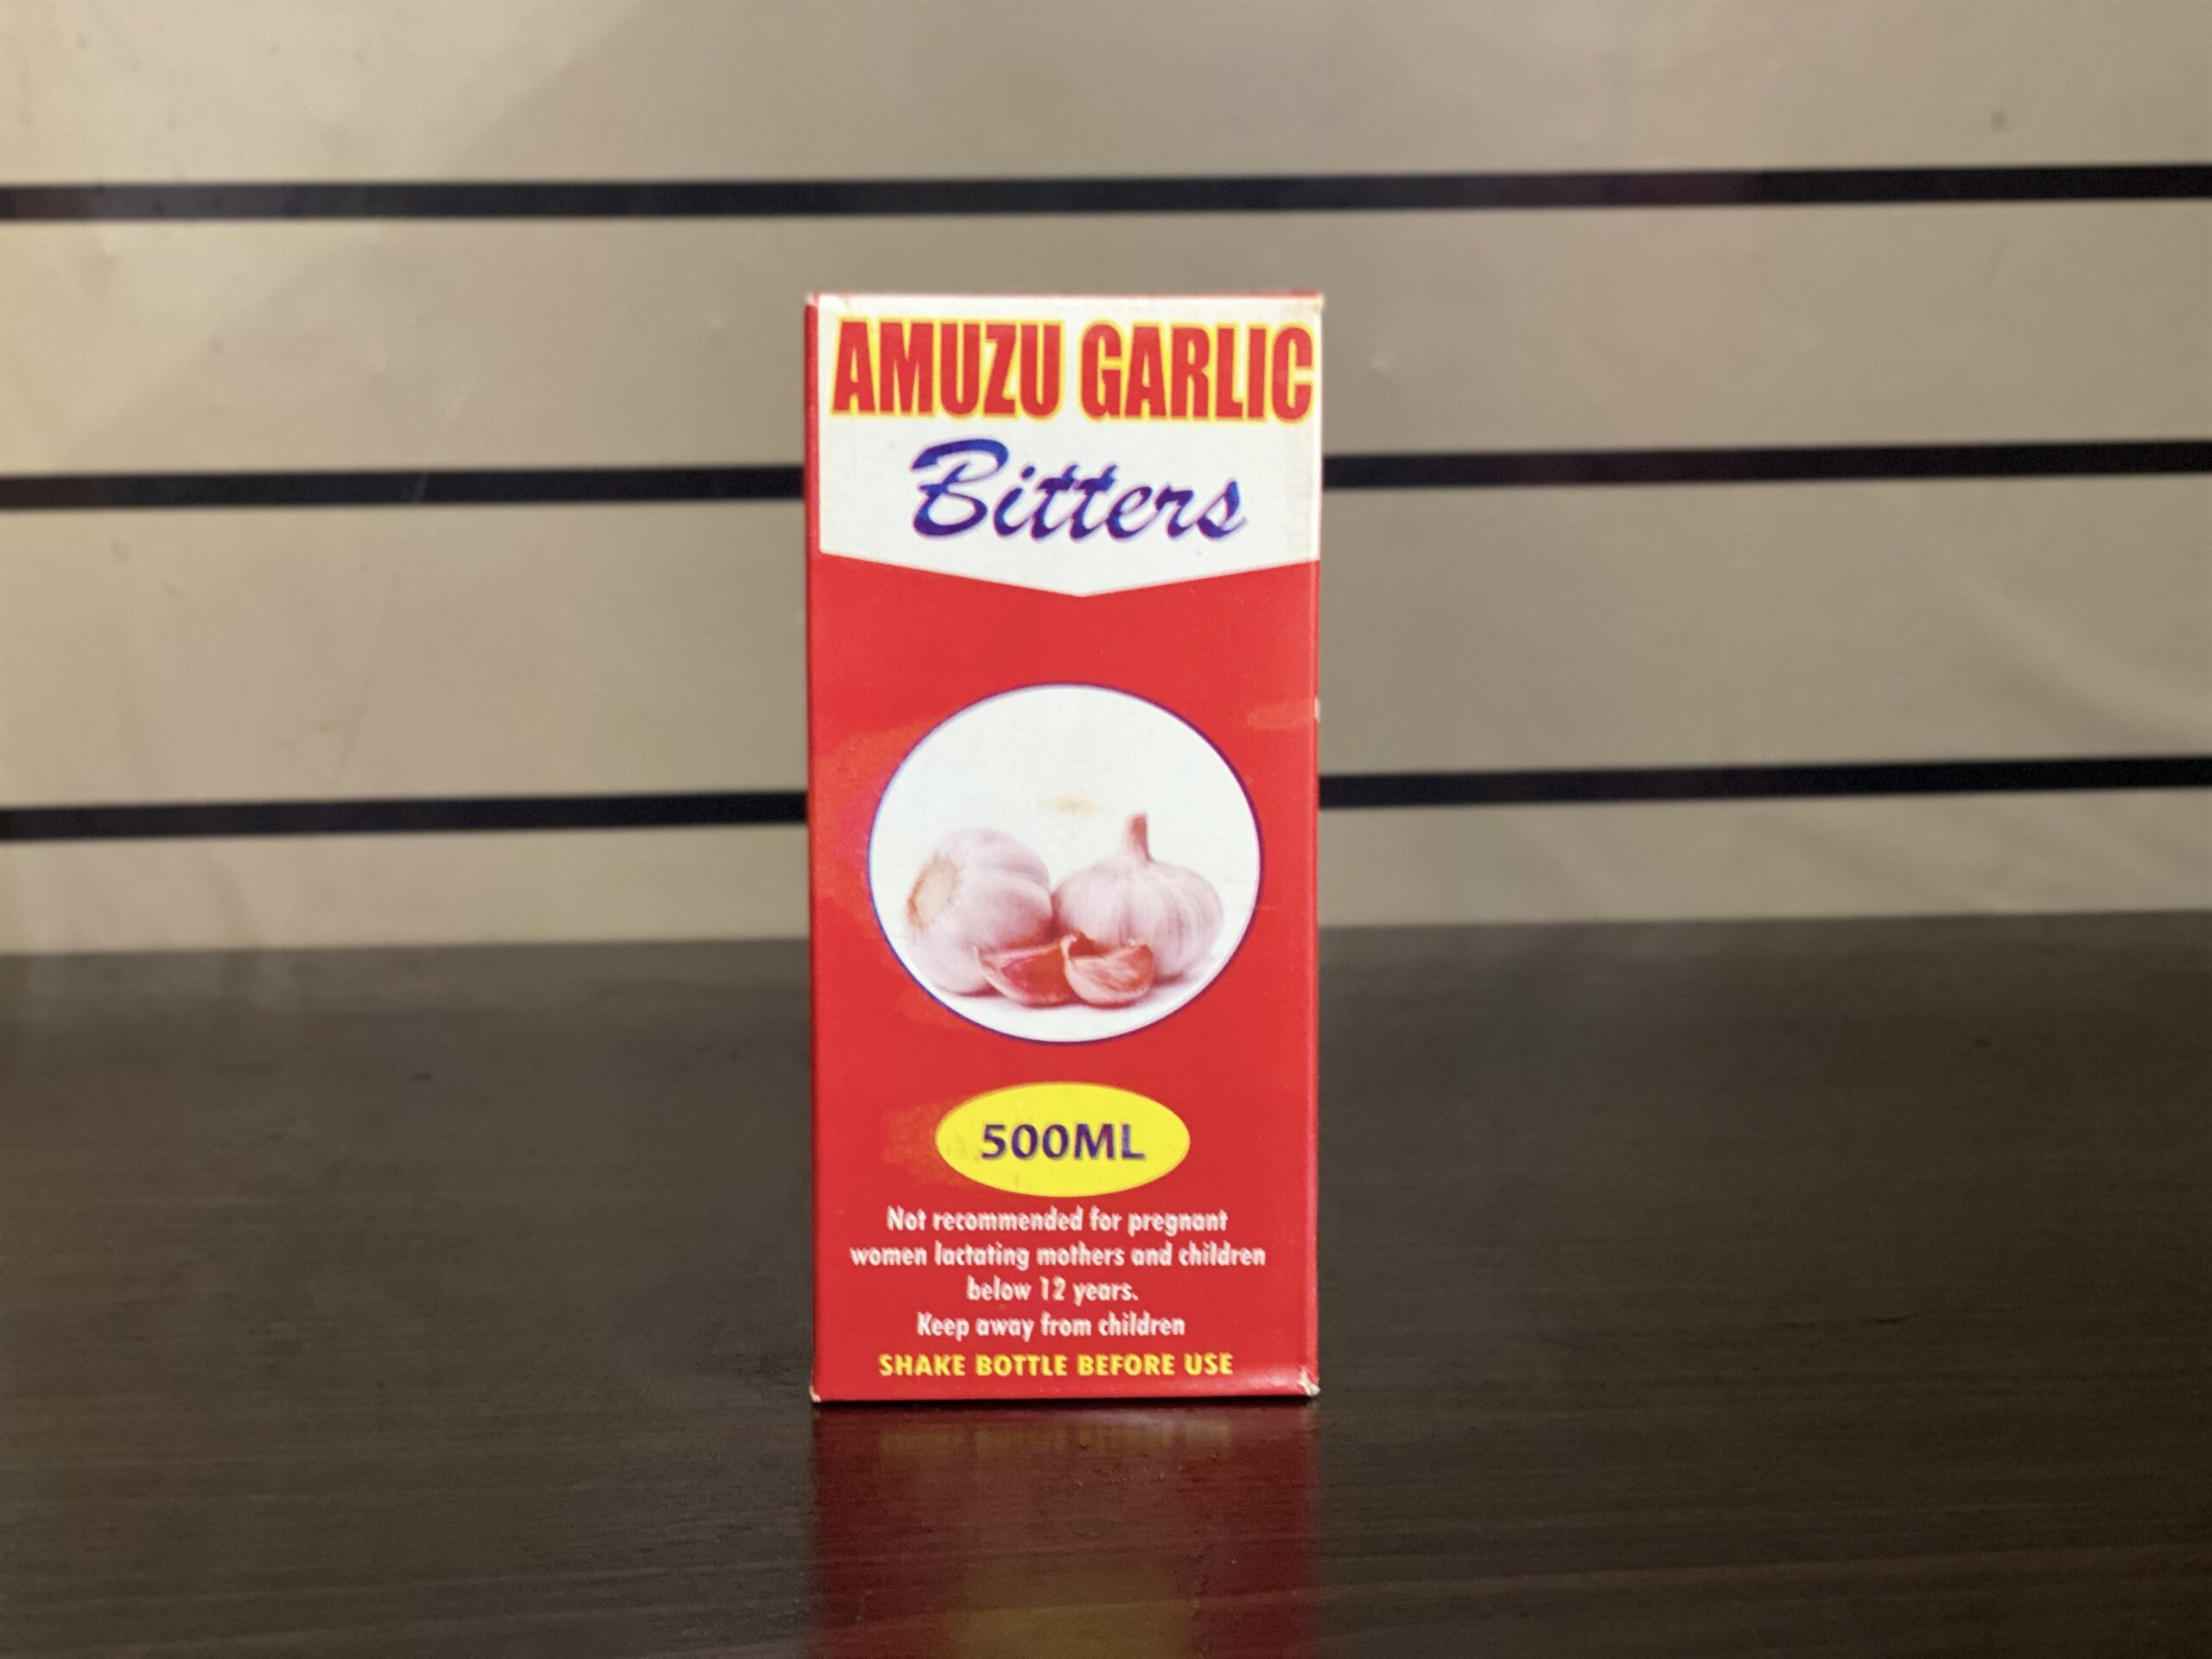 AMUZU GARLIC
Bitters
500ML
Not recommended for pregnant
women lactating mothers and children
below 12 years.
Keep away from children
SHAKE BOTTLE BEFORE USE